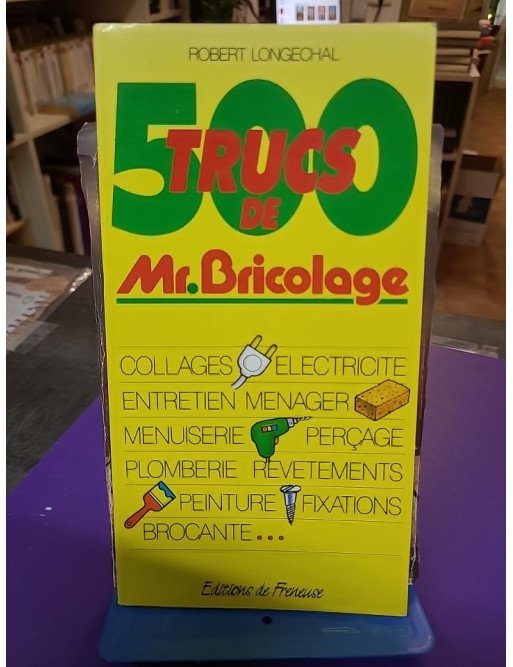 ROBERT LONGECHAL
500
TRUCS
DE
Mr. Bricolage
COLLAGES ELECTRICITE
ENTRETIEN MENAGER
MENUISERIE PERÇAGE
PLOMBERIE REVETEMENTS
PEINTURE FIXATIONS
BROCANTE...
Editions de Freneuse